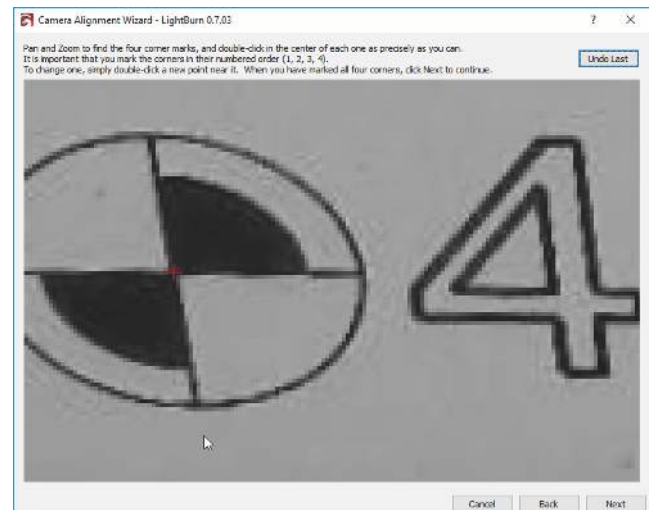 Camera Alignment Wizard - LightBurn 0.7.03
Pan and Zoom to find the four corner marks, and double-click in the center of each one as precisely as you can.
It is important that you mark the corners in their numbered order (1, 2, 3, 4).
To change one, simply double-click a new point near it. When you have marked all four corners, click Next to continue.
Undo Last
4
Cancel Back Next